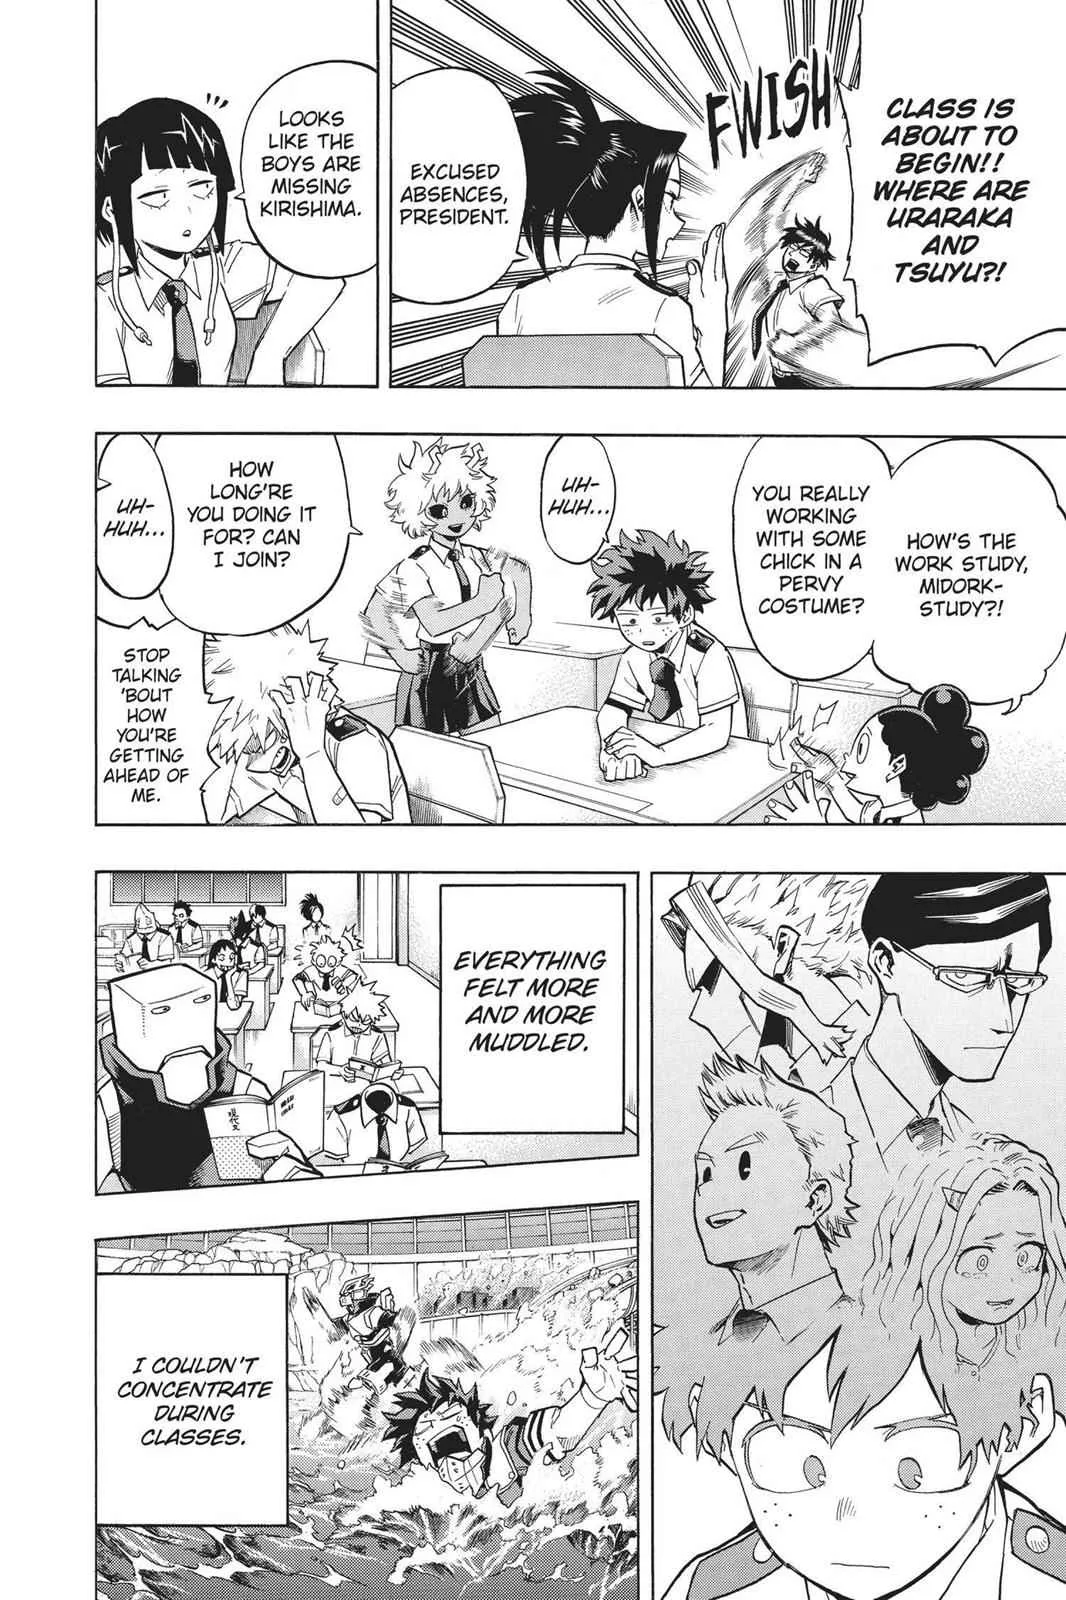 CLASS IS
ABOUT TO
BEGIN!!
WHERE ARE
URARAKA
AND
TSUYU?!
FWISH
EXCUSED
ABSENCES,
PRESIDENT.
LOOKS
LIKE THE
BOYS ARE
MISSING
KIRISHIMA.
HOW'S THE
WORK STUDY,
MIDORK-
STUDY?!
YOU REALLY
WORKING
WITH SOME
CHICK IN A
PERVY
COSTUME?
UH-
HUH...
HOW
LONG'RE
YOU DOING IT
FOR? CAN
I JOIN?
UH-
HUH...
STOP
TALKING
'BOUT
HOW
YOU'RE
GETTING
AHEAD OF
ME.
EVERYTHING
FELT MORE
AND MORE
MUDDLED.
現代文
I COULDN'T
CONCENTRATE
DURING
CLASSES.